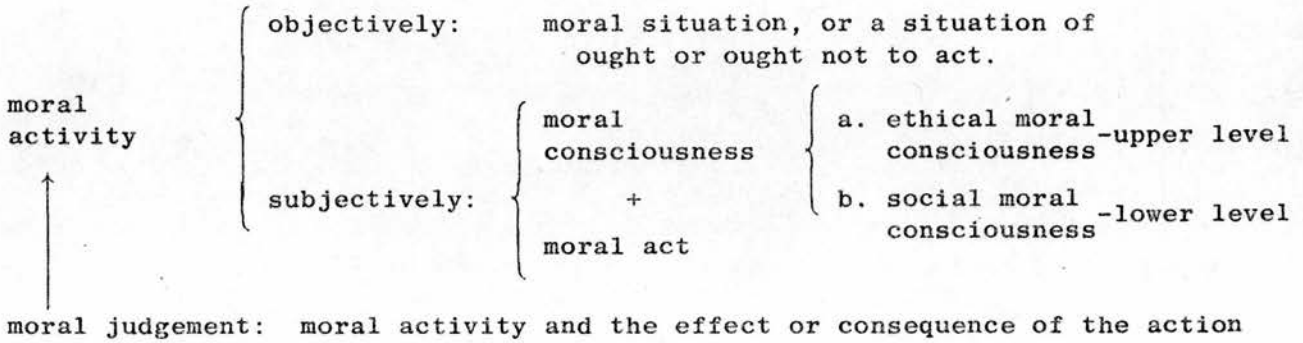 objectively: moral situation, or a situation of
ought or ought not to act.
moral
activity
moral
consciousness
a. ethical moral
consciousness
-upper level
subjectively:
+
b. social moral
consciousness
-lower level
moral act
moral judgement: moral activity and the effect or consequence of the action